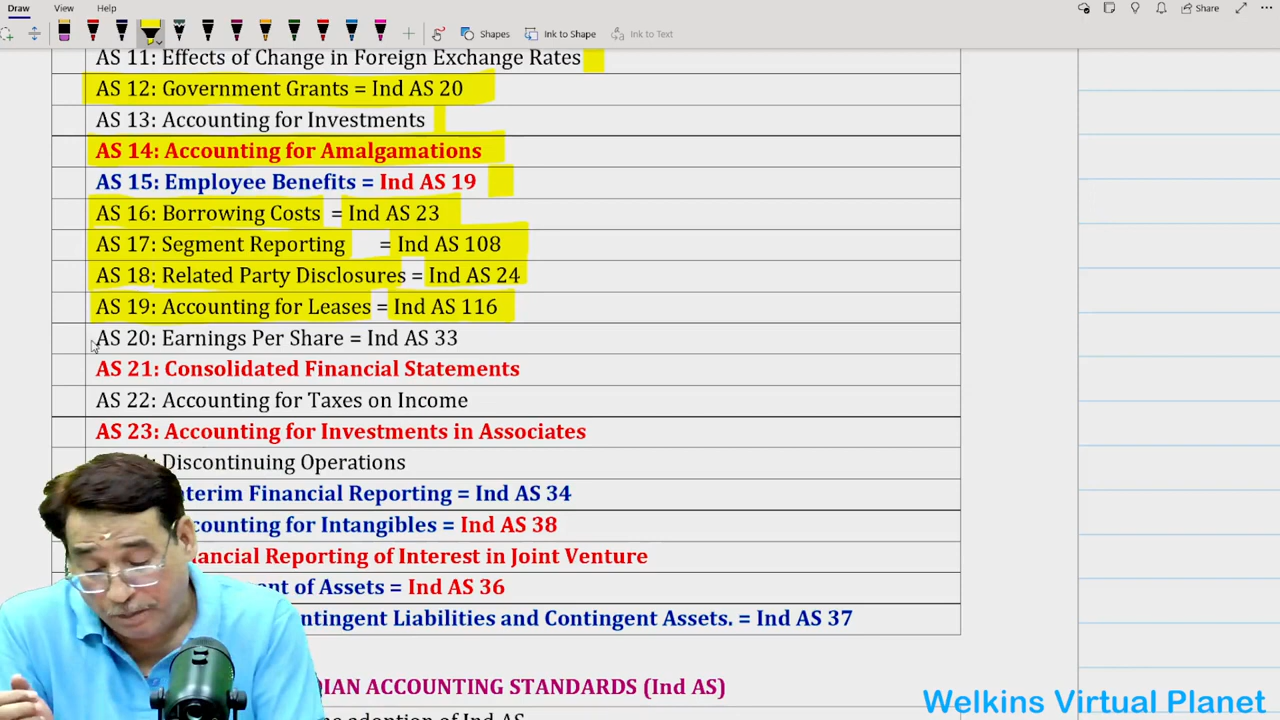 Draw View Help
Shapes Ink to Shape Ink to Text Share
AS 11: Effects of Change in Foreign Exchange Rates
AS 12: Government Grants = Ind AS 20
AS 13: Accounting for Investments
AS 14: Accounting for Amalgamations
AS 15: Employee Benefits = Ind AS 19
AS 16: Borrowing Costs = Ind AS 23
AS 17: Segment Reporting = Ind AS 108
AS 18: Related Party Disclosures = Ind AS 24
AS 19: Accounting for Leases = Ind AS 116
AS 20: Earnings Per Share = Ind AS 33
AS 21: Consolidated Financial Statements
AS 22: Accounting for Taxes on Income
AS 23: Accounting for Investments in Associates
Discontinuing Operations
Financial Reporting = Ind AS 34
for Intangibles = Ind AS 38
Reporting of Interest in Joint Venture
of Assets = Ind AS 36
Liabilities and Contingent Assets. = Ind AS 37
ACCOUNTING STANDARDS (Ind AS)
adoption of Ind AS
Welkins Virtual Planet